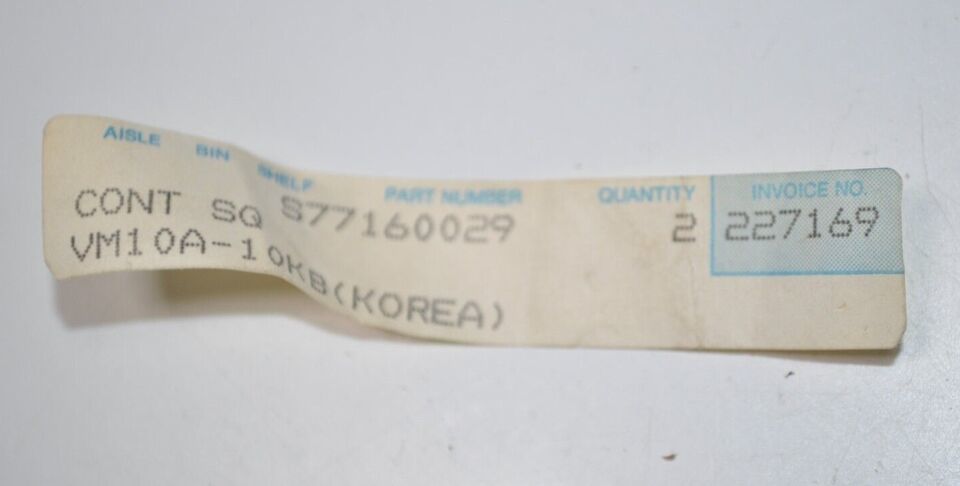 AISLE BIN SHELF PART NUMBER QUANTITY INVOICE NO.
CONT SQ S77160029 2 227169
VM10A-10KB(KOREA)